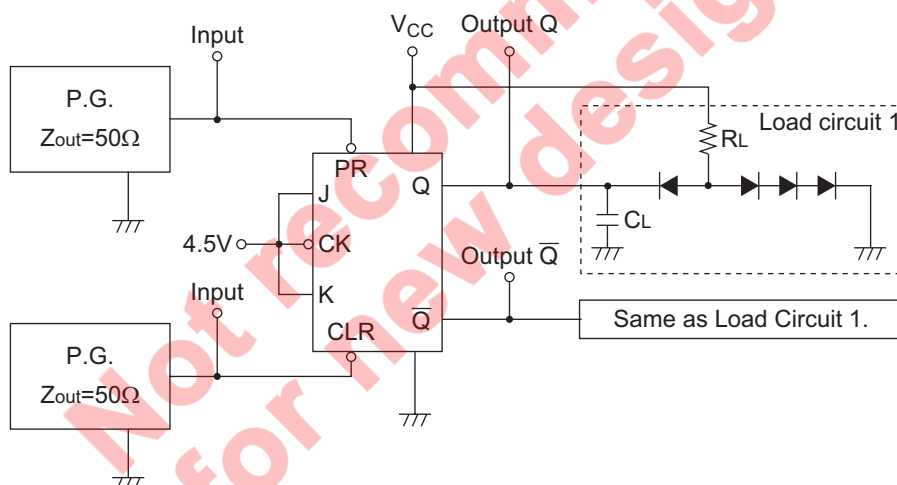 Input
VCC
Output Q
P.G.
Zout=50Ω
Load circuit 1
RL
PR
J
Q
4.5V
CK
CL
Output Q̅
Input
K
Q̅
Same as Load Circuit 1.
CLR
P.G.
Zout=50Ω
Not recommen
for new design